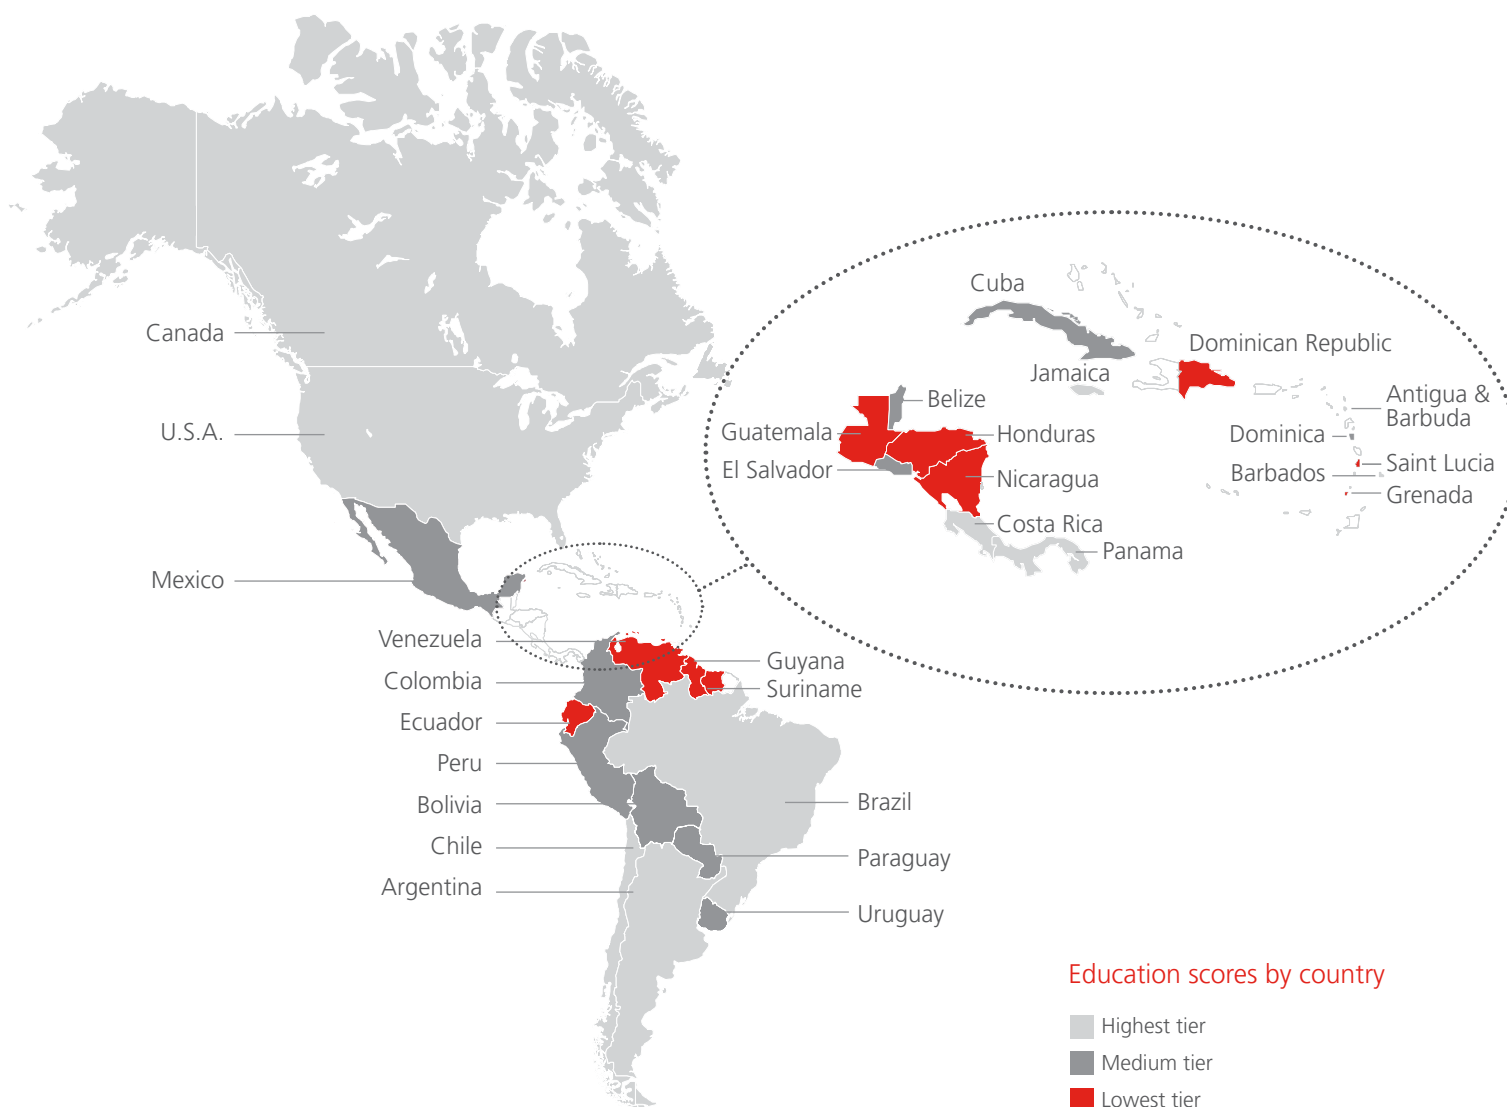 Canada
U.S.A.
Mexico
Venezuela
Colombia
Ecuador
Peru
Bolivia
Chile
Argentina
Guyana
Suriname
Brazil
Paraguay
Uruguay
Cuba
Dominican Republic
Jamaica
Belize
Antigua &
Barbuda
Guatemala
Honduras
Dominica
El Salvador
Saint Lucia
Barbados
Nicaragua
Grenada
Costa Rica
Panama
Education scores by country
Highest tier
Medium tier
Lowest tier